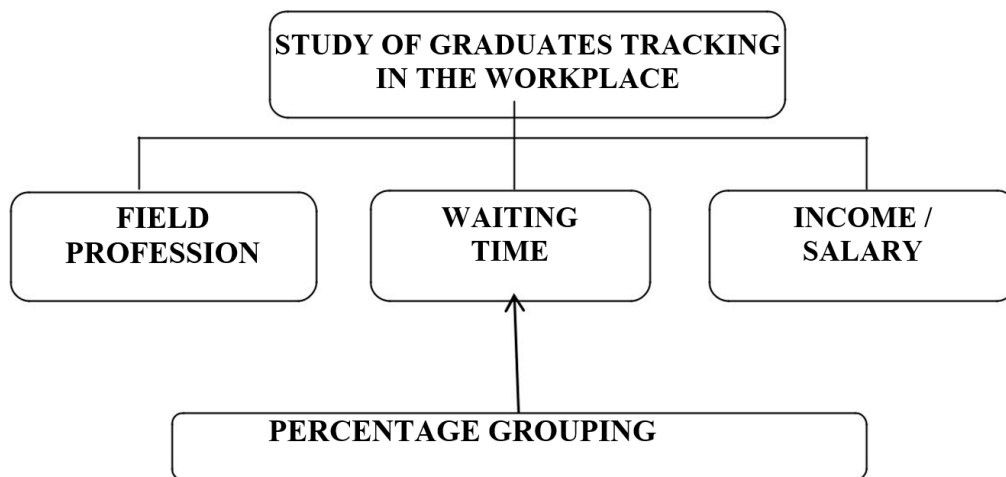 STUDY OF GRADUATES TRACKING
IN THE WORKPLACE
FIELD
PROFESSION
WAITING
TIME
INCOME /
SALARY
PERCENTAGE GROUPING